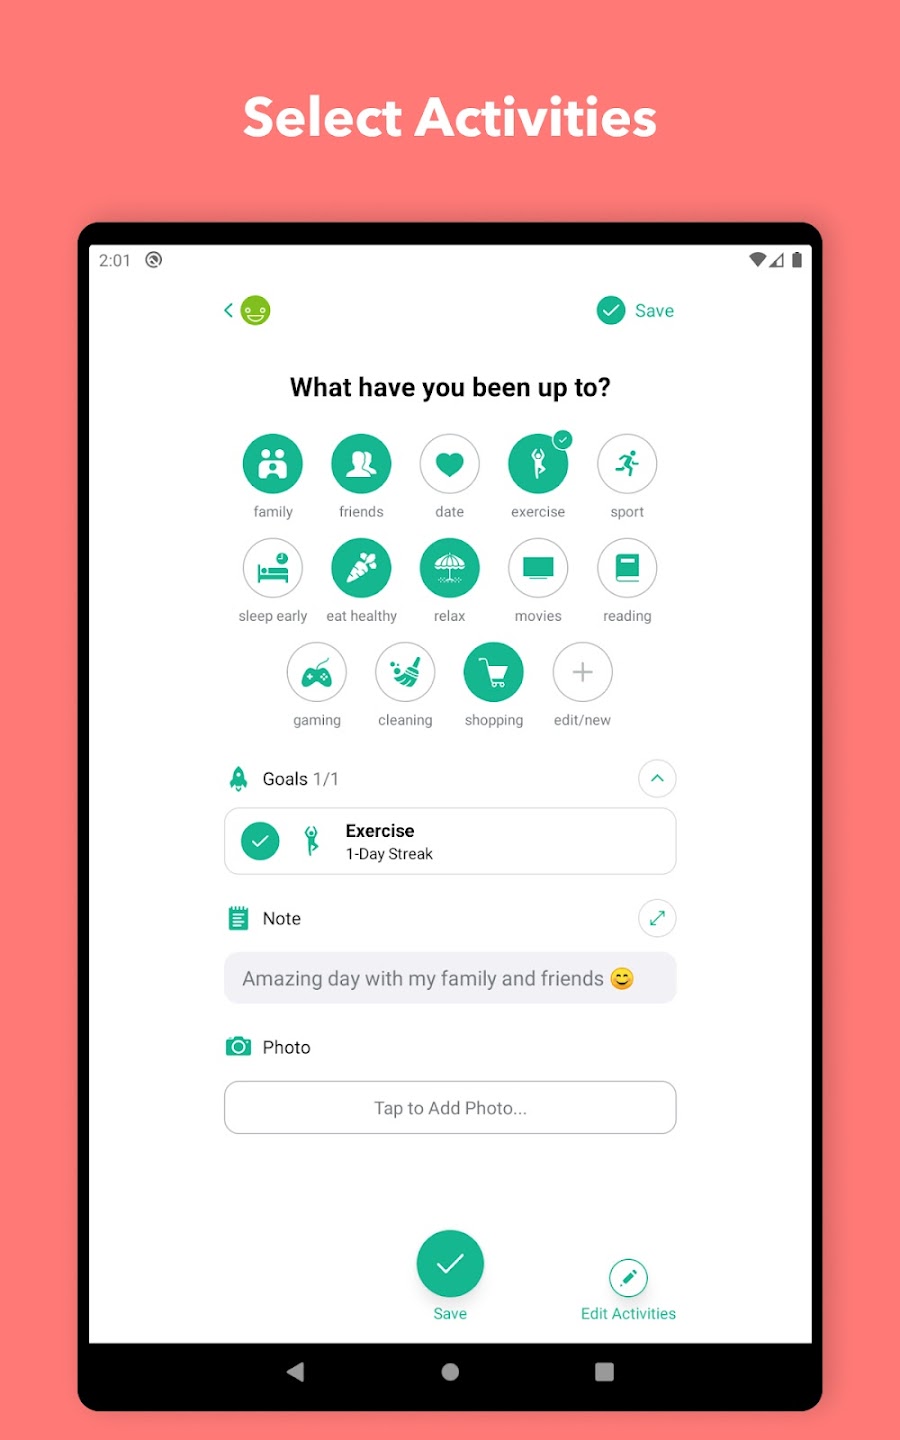 Select Activities
2:01
Save
What have you been up to?
family friends date exercise sport
sleep early eat healthy relax movies reading
gaming cleaning shopping edit/new
Goals 1/1
Exercise
1-Day Streak
Note
Amazing day with my family and friends 😊
Photo
Tap to Add Photo...
Save
Edit Activities